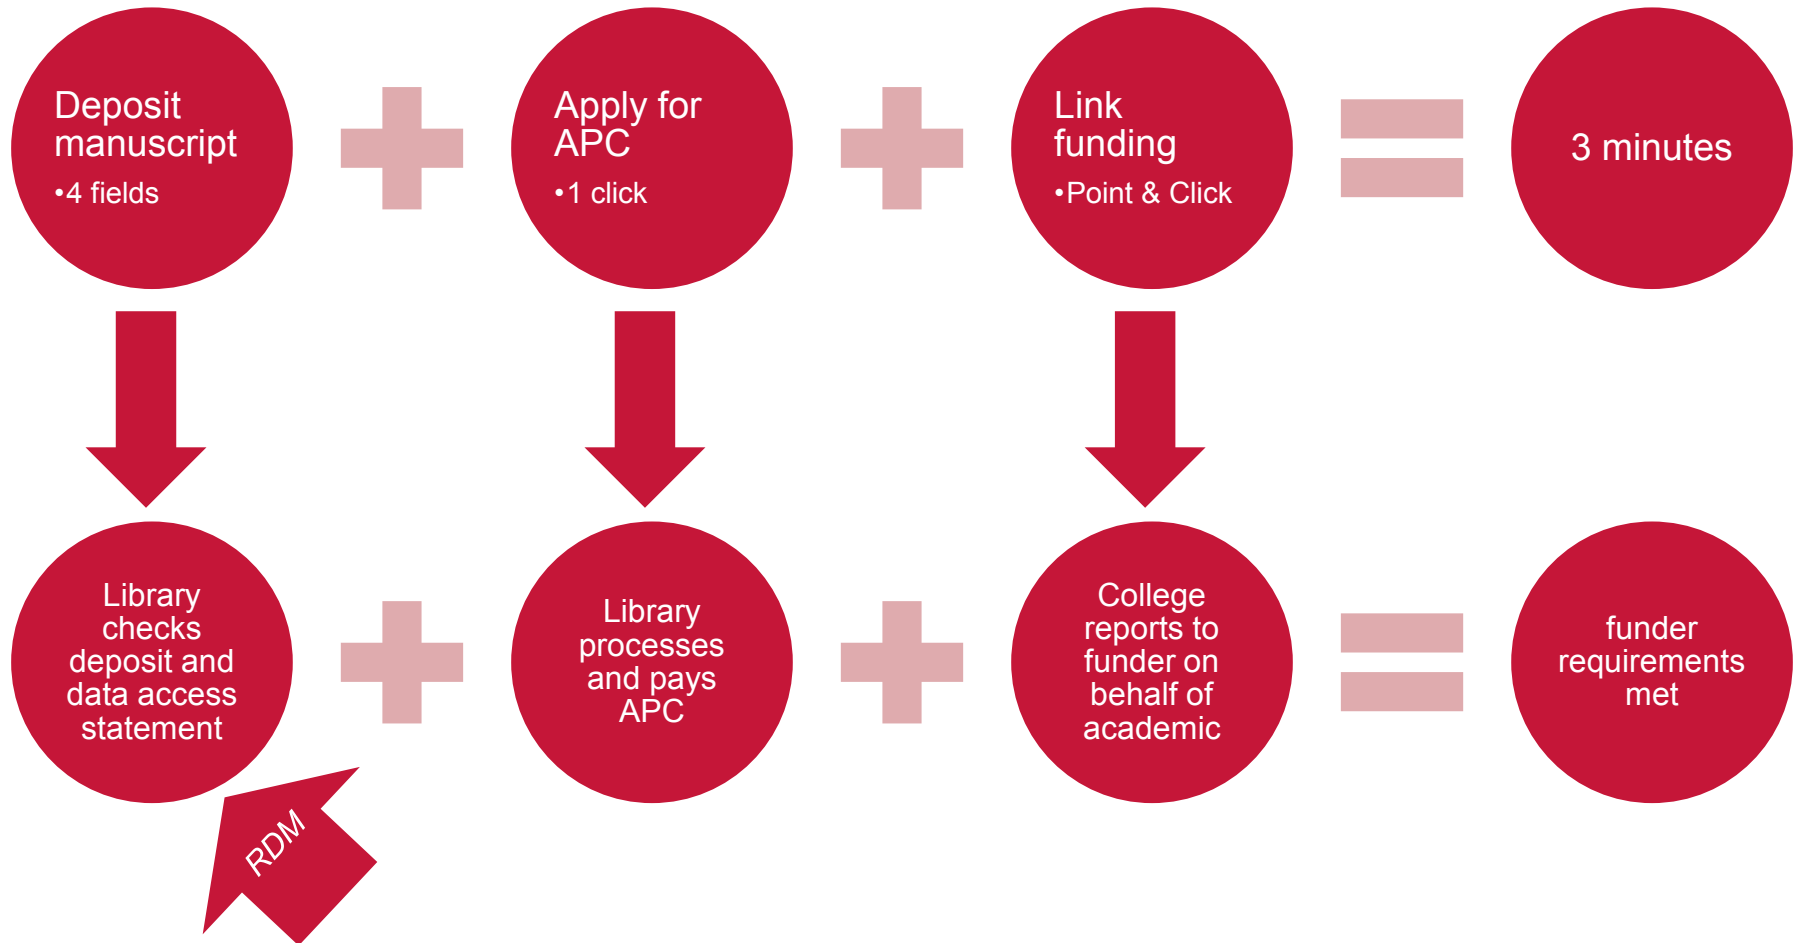 Deposit
manuscript
•4 fields
Apply for
APC
•1 click
Link
funding
•Point & Click
3 minutes
Library
checks
deposit and
data access
statement
Library
processes
and pays
APC
College
reports to
funder on
behalf of
academic
funder
requirements
met
RDM